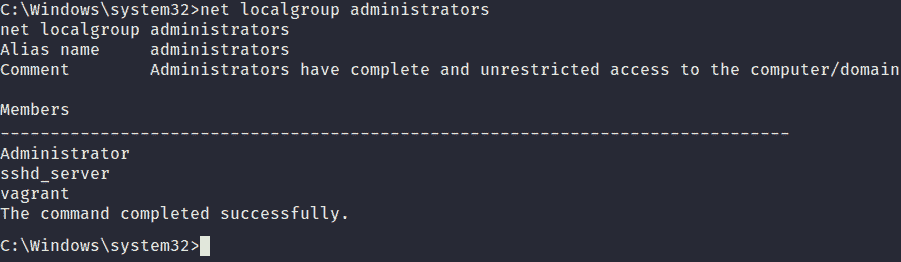 C:\Windows\system32>net localgroup administrators
net localgroup administrators
Alias name     administrators
Comment        Administrators have complete and unrestricted access to the computer/domain

Members

-------------------------------------------------------------------------------
Administrator
sshd_server
vagrant
The command completed successfully.

C:\Windows\system32>